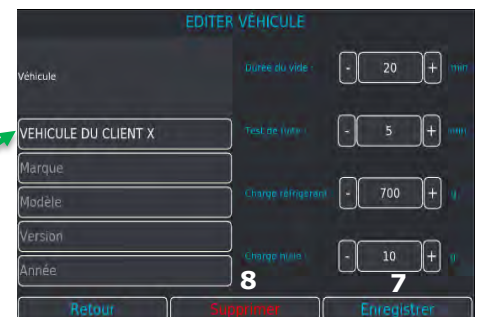 EDITER VÉHICULE
Véhicule
Durée du vide :
- 20 + min
VEHICULE DU CLIENT X
Test de fuite :
- 5 + min
Marque
Modèle
Charge réfrigérant
- 700 + g
Version
Année
Charge huile :
- 10 + g
8
7
Retour
Supprimer
Enregistrer